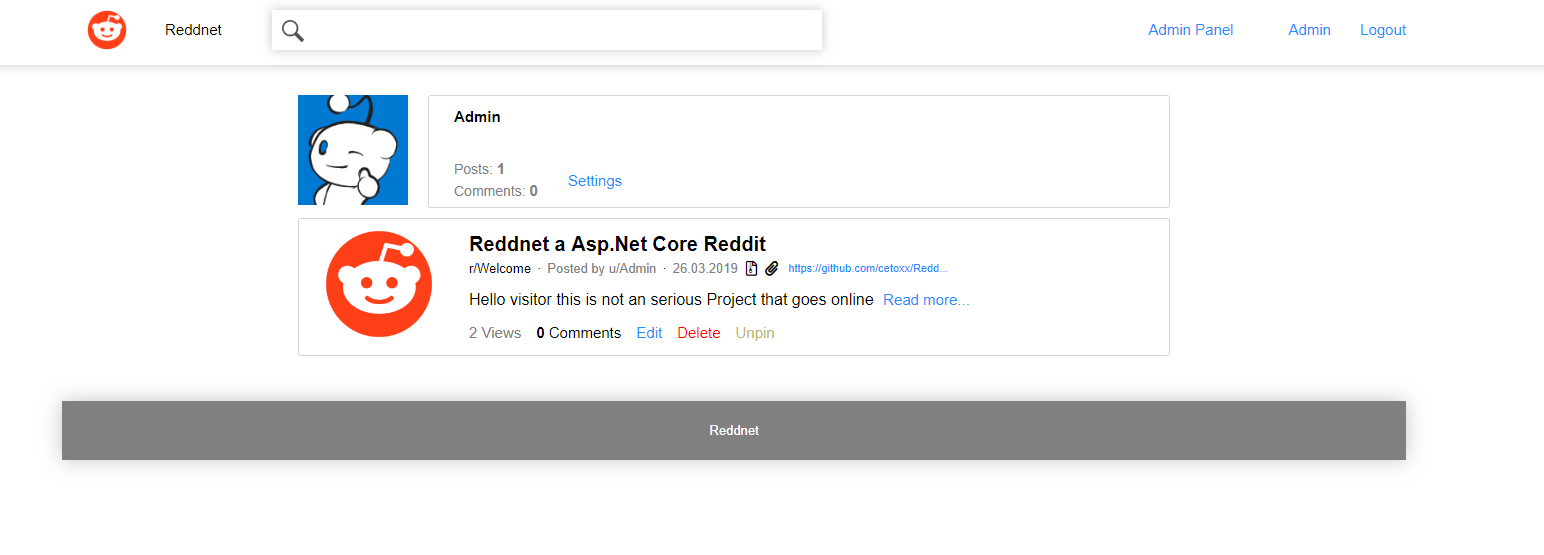 Reddnet
Admin Panel Admin Logout
Admin
Posts: 1
Comments: 0
Settings
Reddnet a Asp.Net Core Reddit
r/Welcome · Posted by u/Admin · 26.03.2019 https://github.com/cetoxx/Redd...
Hello visitor this is not an serious Project that goes online Read more...
2 Views 0 Comments Edit Delete Unpin
Reddnet